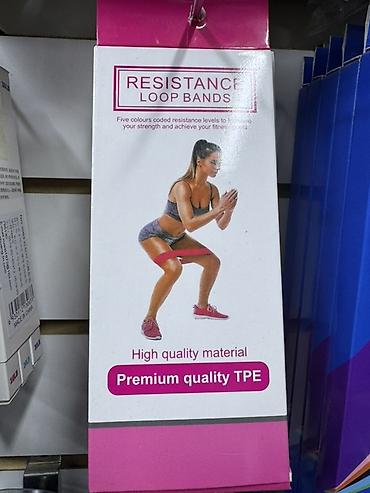 RESISTANCE
LOOP BANDS
Five colours coded resistance levels to
your strength and achieve your
High quality material
Premium quality TPE